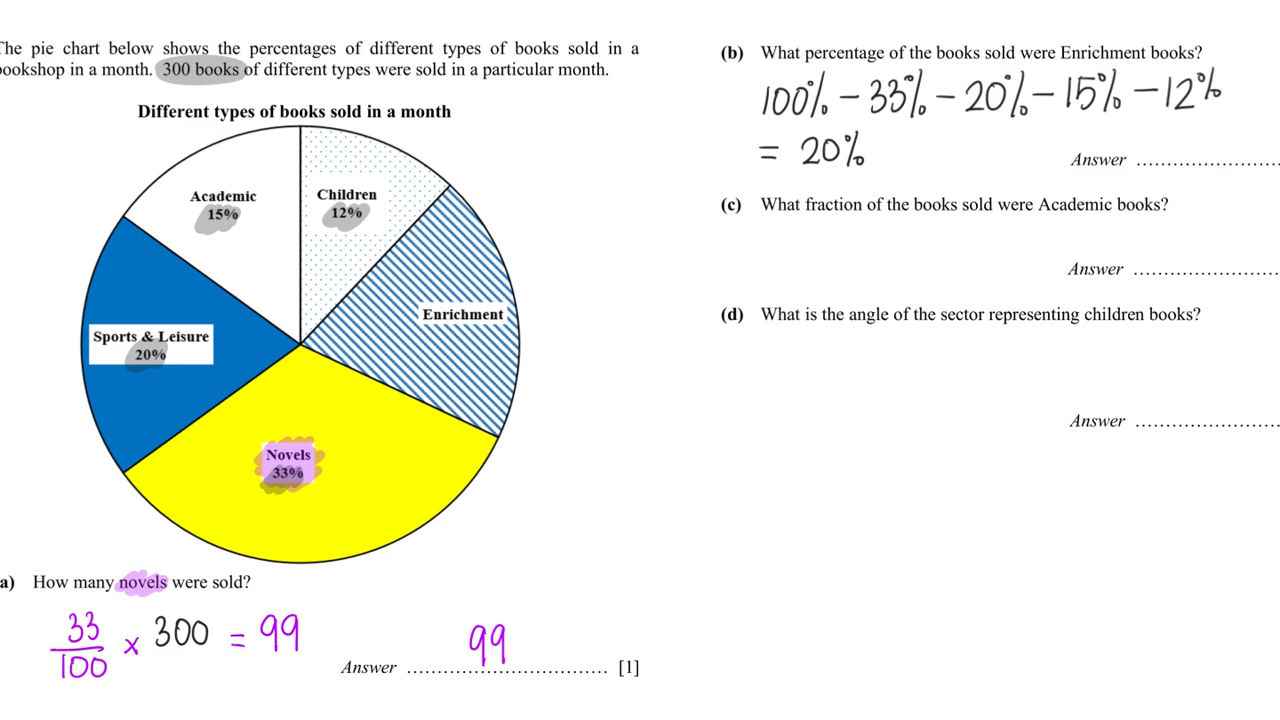 The pie chart below shows the percentages of different types of books sold in a
bookshop in a month. 300 books of different types were sold in a particular month.
Different types of books sold in a month
Academic
15%
Children
12%
Enrichment
Sports & Leisure
20%
Novels
33%
a) How many novels were sold?
33/100 × 300 = 99
99
Answer ................................. [1]
(b) What percentage of the books sold were Enrichment books?
100% - 33% - 20% - 15% - 12%
= 20%
Answer ........................
(c) What fraction of the books sold were Academic books?
Answer ........................
(d) What is the angle of the sector representing children books?
Answer ........................